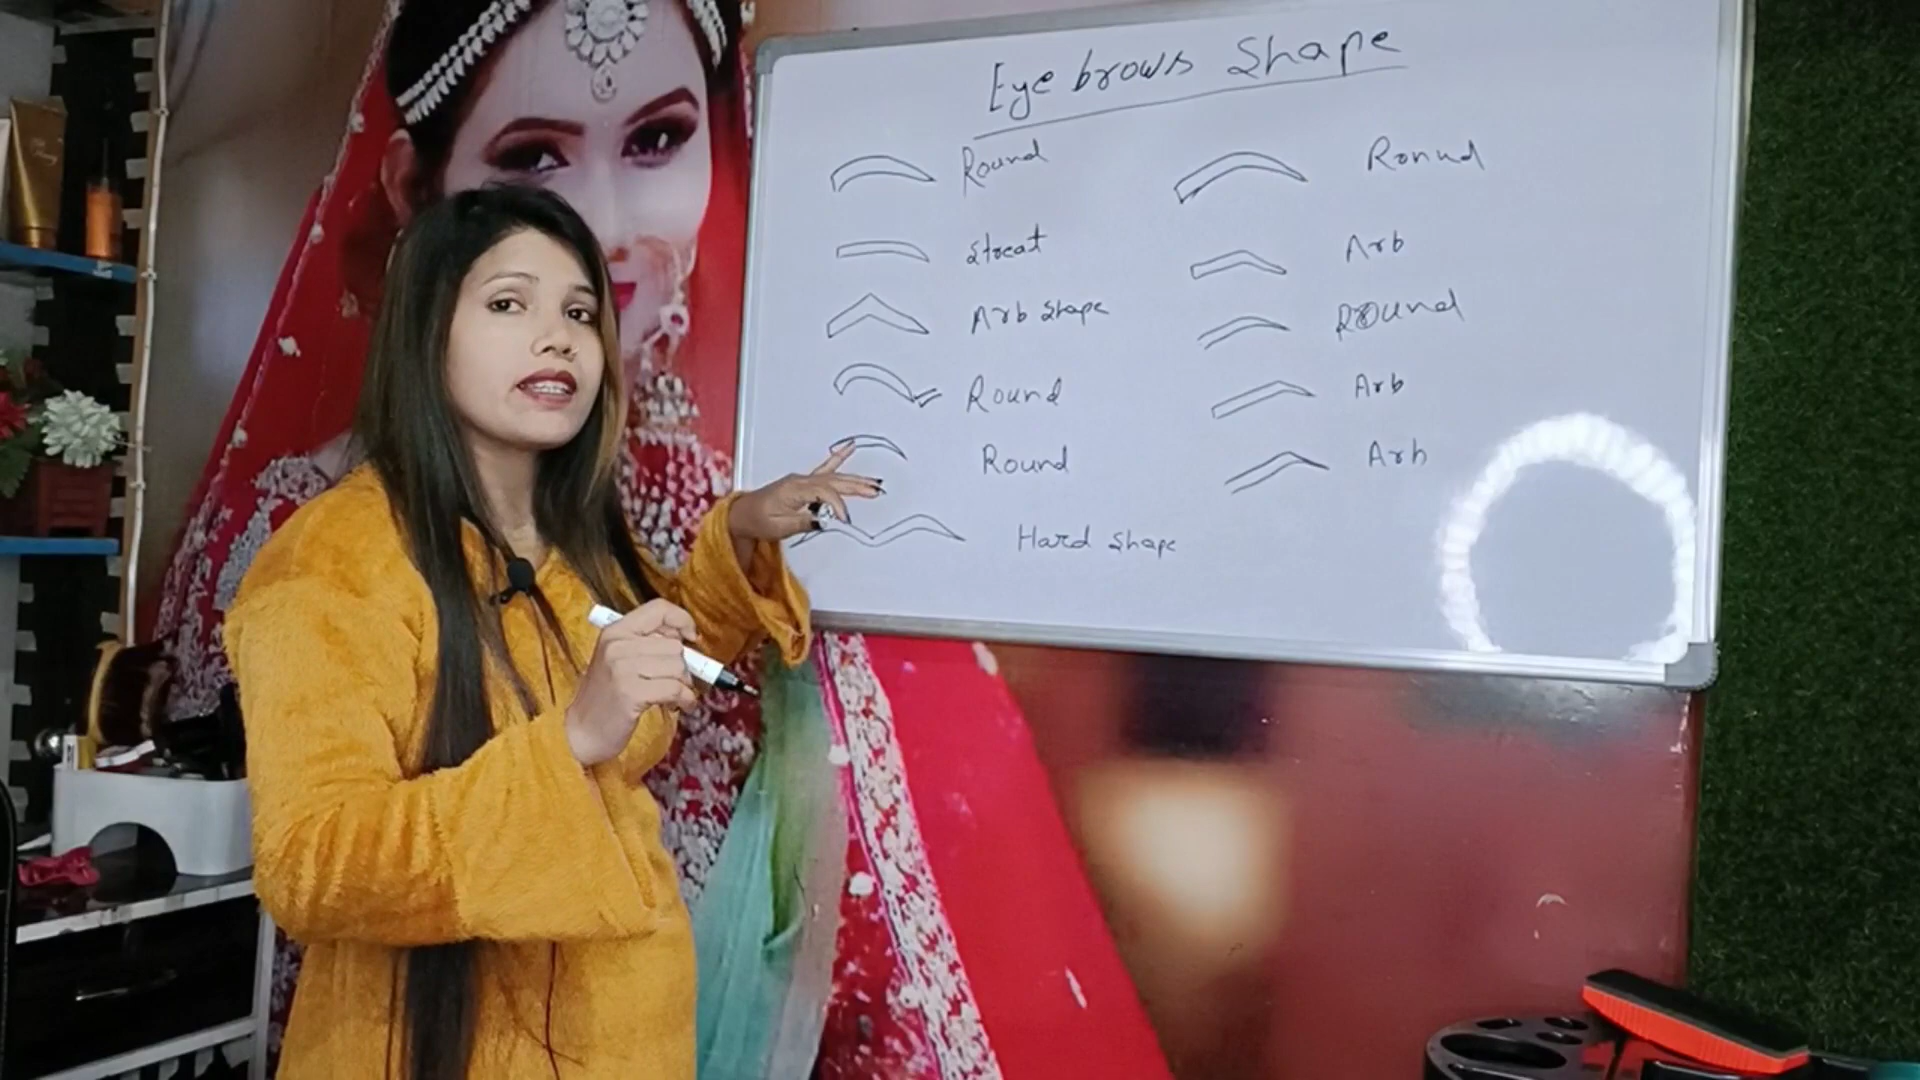 Eye brows Shape
Round
Streat
Arb Shape
Round
Round
Hard Shape
Ronud
Arb
Round
Arb
Arb